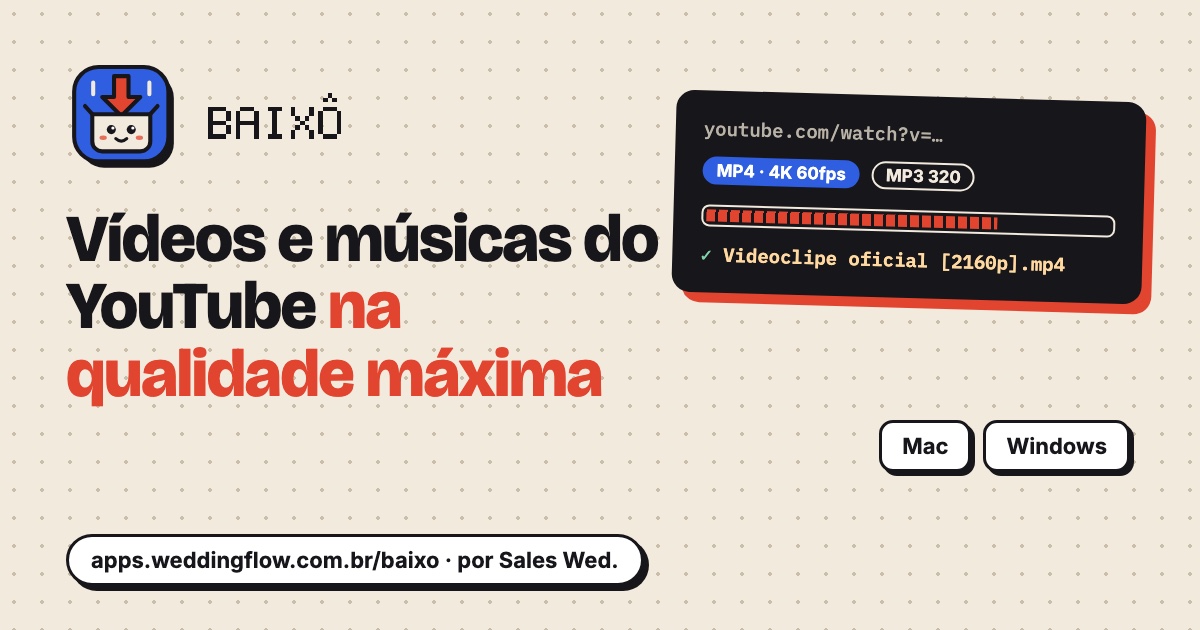 BAIXÔ
Vídeos e músicas do
YouTube na
qualidade máxima
youtube.com/watch?v=…
MP4 · 4K 60fps
MP3 320
✓ Videoclipe oficial [2160p].mp4
Mac
Windows
apps.weddingflow.com.br/baixo · por Sales Wed.